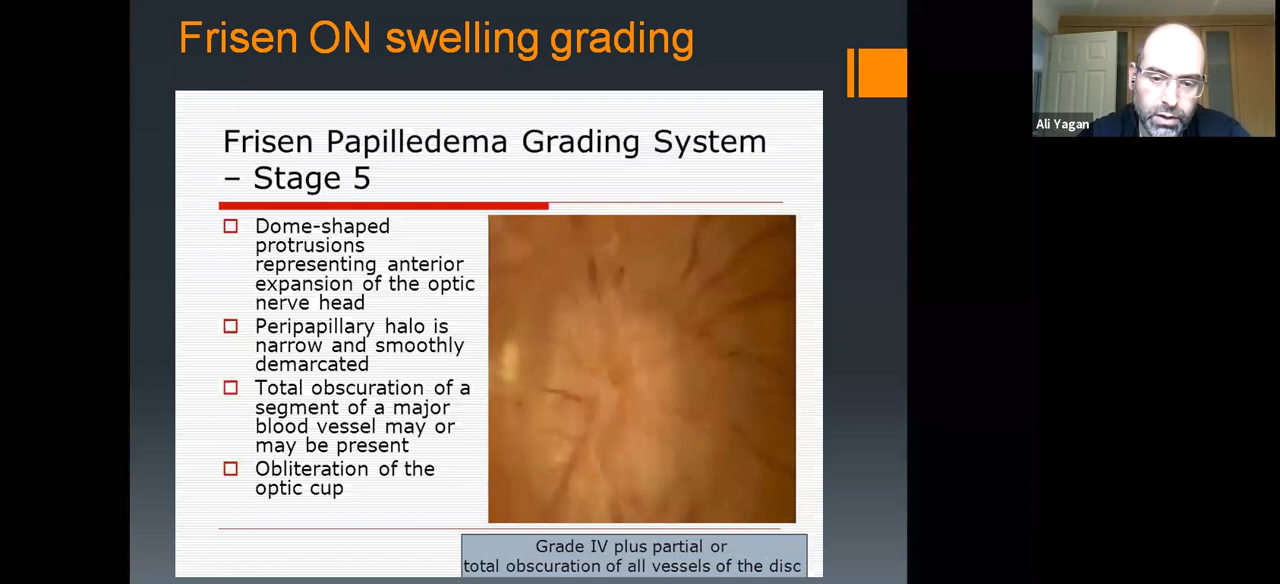 Frisen ON swelling grading
Ali Yagan
Frisen Papilledema Grading System
– Stage 5
Dome-shaped
protrusions
representing anterior
expansion of the optic
nerve head
Peripapillary halo is
narrow and smoothly
demarcated
Total obscuration of a
segment of a major
blood vessel may or
may be present
Obliteration of the
optic cup
Grade IV plus partial or
total obscuration of all vessels of the disc